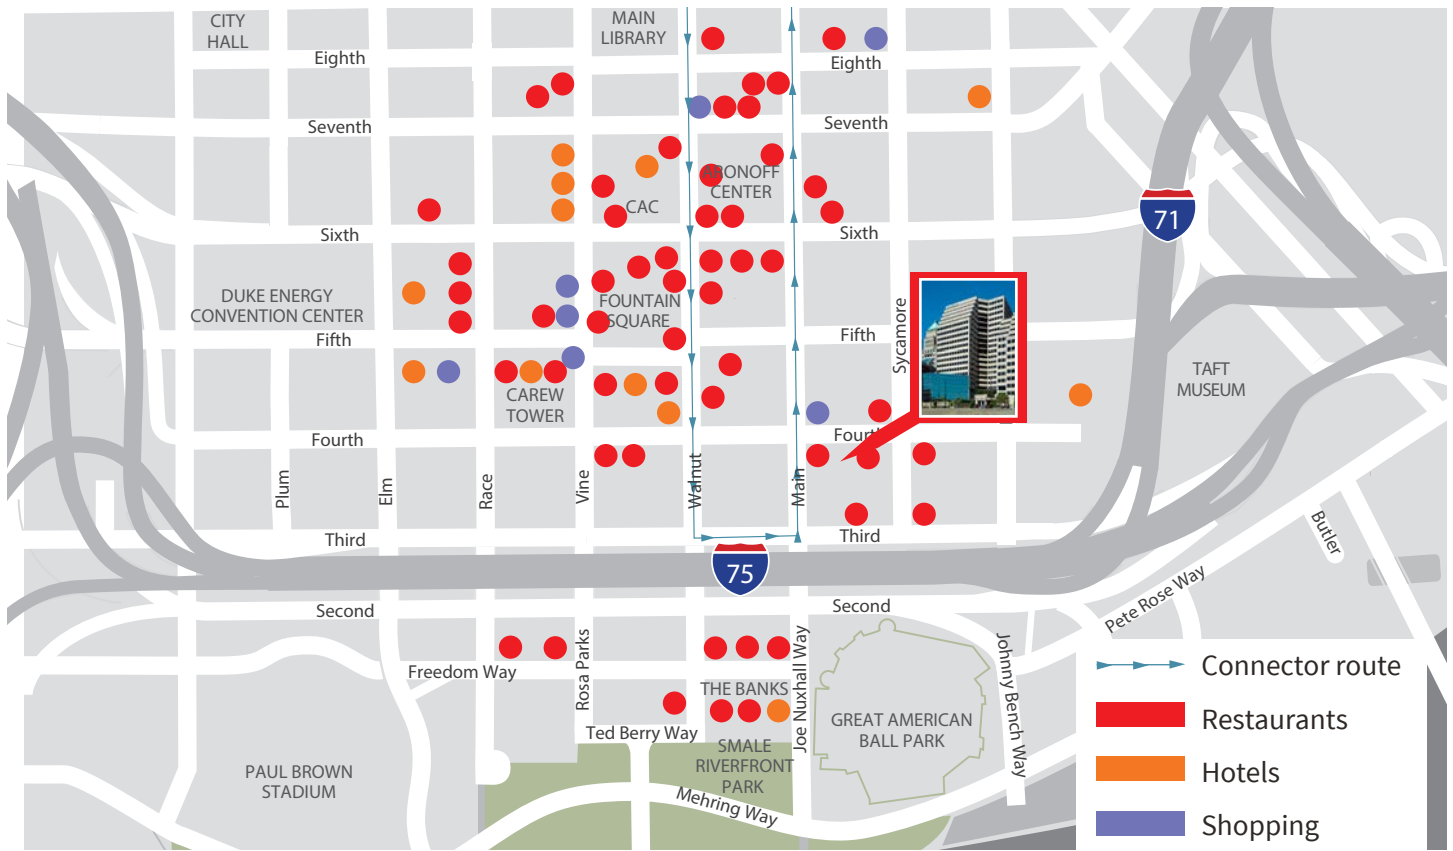 CITY
HALL
MAIN
LIBRARY
Eighth
Eighth
Seventh
Seventh
ARONOFF
CENTER
CAC
Sixth
Sixth
71
DUKE ENERGY
CONVENTION CENTER
FOUNTAIN
SQUARE
Fifth
Fifth
Sycamore
TAFT
MUSEUM
CAREW
TOWER
Fourth
Fourth
Plum
Elm
Race
Vine
Walnut
Main
Third
Third
Butler
75
Second
Second
Pete Rose Way
Freedom Way
Rosa Parks
Joe Nuxhall Way
Johnny Bench Way
THE BANKS
Ted Berry Way
GREAT AMERICAN
BALL PARK
SMALE
RIVERFRONT
PARK
PAUL BROWN
STADIUM
Mehring Way
Connector route
Restaurants
Hotels
Shopping